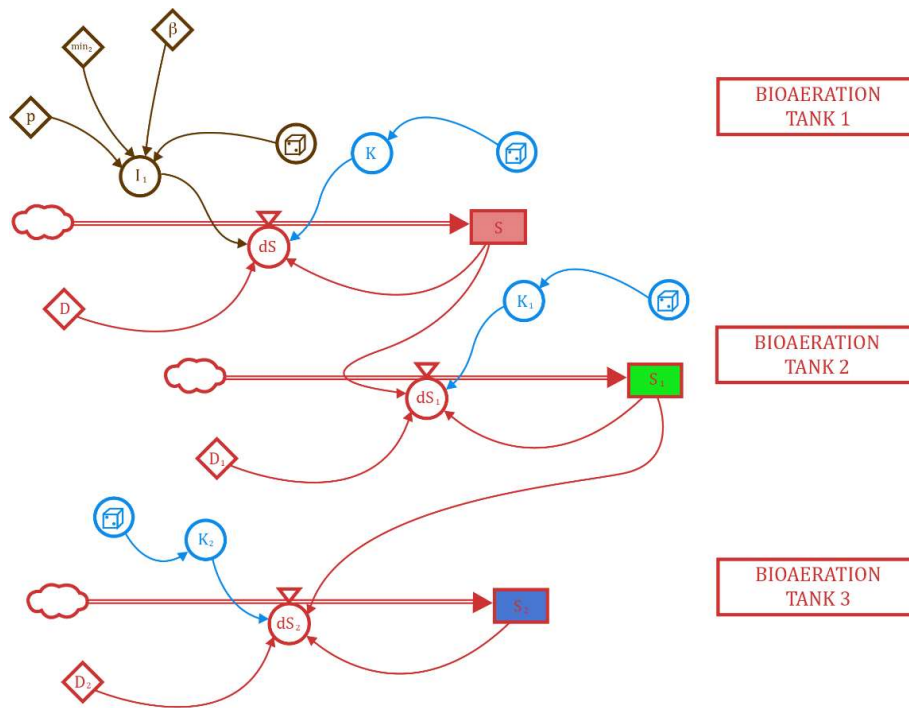 β
min₂
p
I₁
K
BIOAERATION
TANK 1
dS
S
D
K₁
BIOAERATION
TANK 2
dS₁
S₁
D₁
K₂
BIOAERATION
TANK 3
dS₂
S₂
D₂